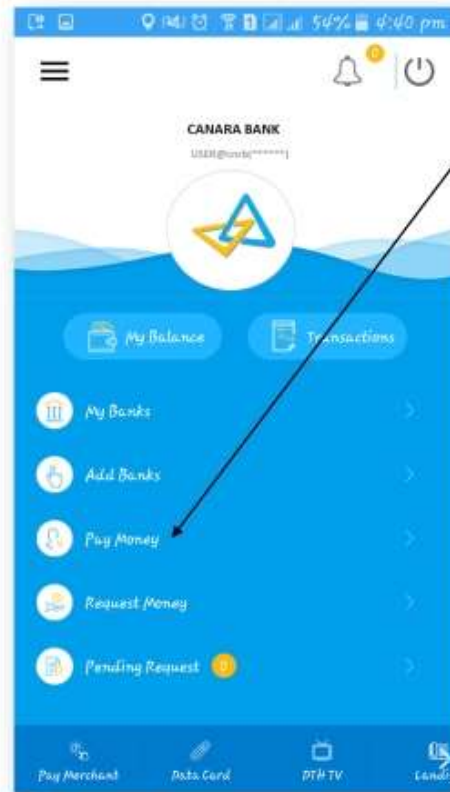 54% 4:40 pm
0
CANARA BANK
My Balance
Transactions
My Banks
Add Banks
Pay Money
Request Money
Pending Request 0
Pay Merchant
Data Card
DTH TV